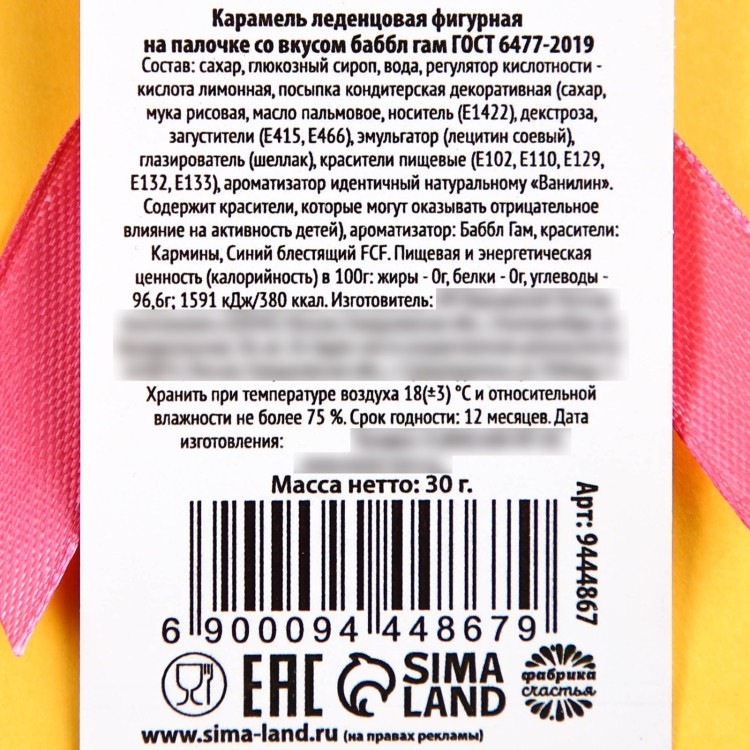 Карамель леденцовая фигурная
на палочке со вкусом баббл гам ГОСТ 6477-2019
Состав: сахар, глюкозный сироп, вода, регулятор кислотности -
кислота лимонная, посыпка кондитерская декоративная (сахар,
мука рисовая, масло пальмовое, носитель (Е1422), декстроза,
загустители (Е415, Е466), эмульгатор (лецитин соевый),
глазирователь (шеллак), красители пищевые (Е102, Е110, Е129,
Е132, Е133), ароматизатор идентичный натуральному «Ванилин».
Содержит красители, которые могут оказывать отрицательное
влияние на активность детей), ароматизатор: Баббл Гам, красители:
Кармины, Синий блестящий FCF. Пищевая и энергетическая
ценность (калорийность) в 100г: жиры - 0г, белки - 0г, углеводы -
96,6г; 1591 кДж/380 ккал. Изготовитель:
Хранить при температуре воздуха 18(±3) °С и относительной
влажности не более 75 %. Срок годности: 12 месяцев. Дата
изготовления:
Масса нетто: 30 г.
Арт: 9444867
6 900094 448679
EAC
SIMA
LAND
фабрика
счастья
www.sima-land.ru (на правах рекламы)